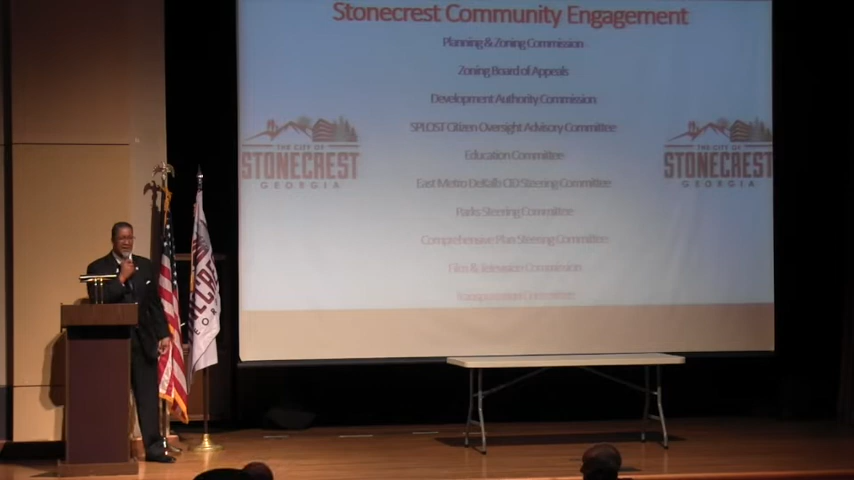 Stonecrest Community Engagement
Planning & Zoning Commission
Zoning Board of Appeals
Development Authority Commission
SPLOST Citizen Oversight Advisory Committee
Education Committee
East Metro DeKalb CID Steering Committee
Parks Steering Committee
Comprehensive Plan Steering Committee
Film & Television Commission
Transportation Committee
THE CITY OF
STONECREST
GEORGIA
THE CITY OF
STONECREST
GEORGIA